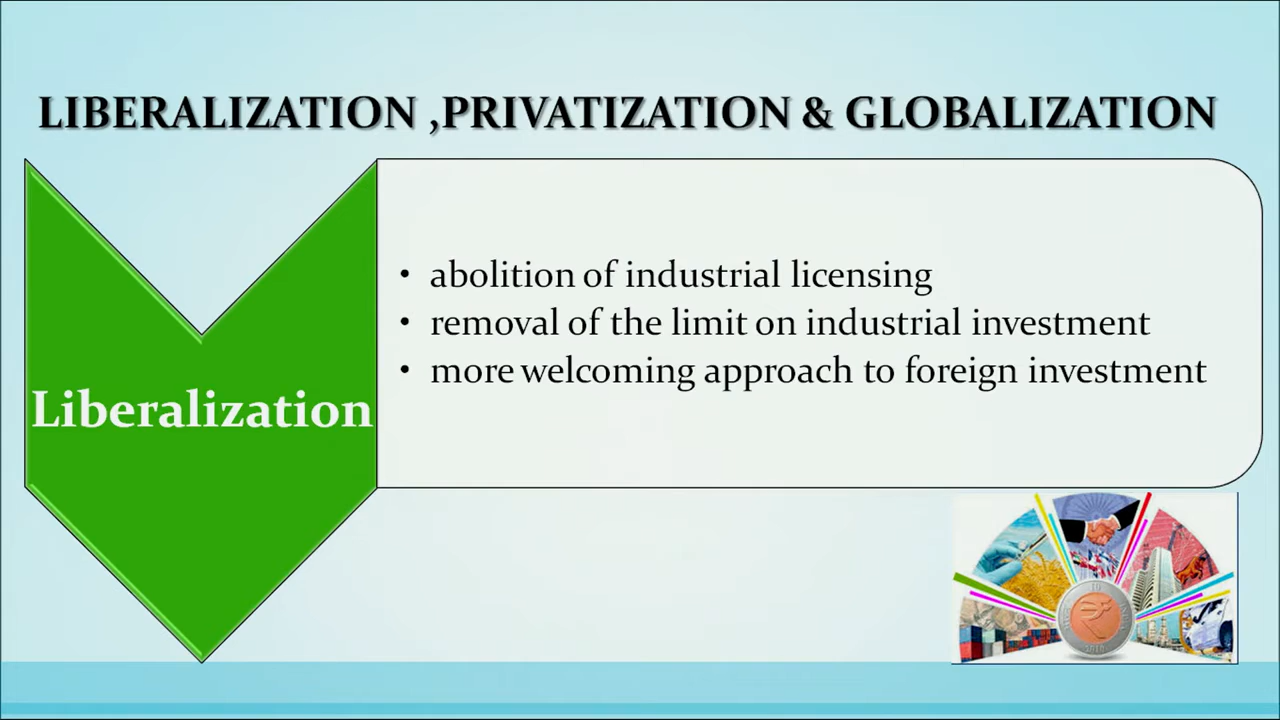 LIBERALIZATION ,PRIVATIZATION & GLOBALIZATION
Liberalization
• abolition of industrial licensing
• removal of the limit on industrial investment
• more welcoming approach to foreign investment
10
₹